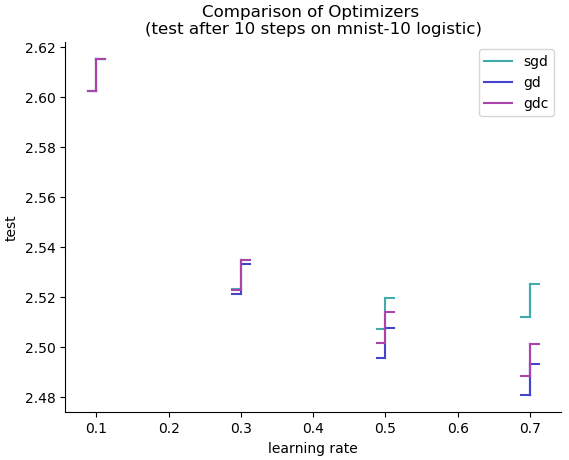 Comparison of Optimizers
(test after 10 steps on mnist-10 logistic)
sgd
gd
gdc
test
2.62
2.60
2.58
2.56
2.54
2.52
2.50
2.48
0.1
0.2
0.3
0.4
0.5
0.6
0.7
learning rate